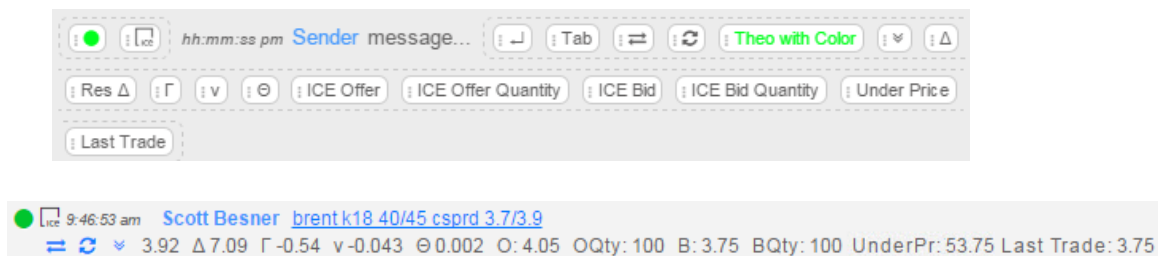 ice hh:mm:ss pm Sender message... Tab Theo with Color Δ
Res Δ Γ v Θ ICE Offer ICE Offer Quantity ICE Bid ICE Bid Quantity Under Price
Last Trade
ice 9:46:53 am Scott Besner brent k18 40/45 csprd 3.7/3.9
3.92 Δ 7.09 Γ -0.54 v -0.043 Θ 0.002 O: 4.05 OQty: 100 B: 3.75 BQty: 100 UnderPr: 53.75 Last Trade: 3.75